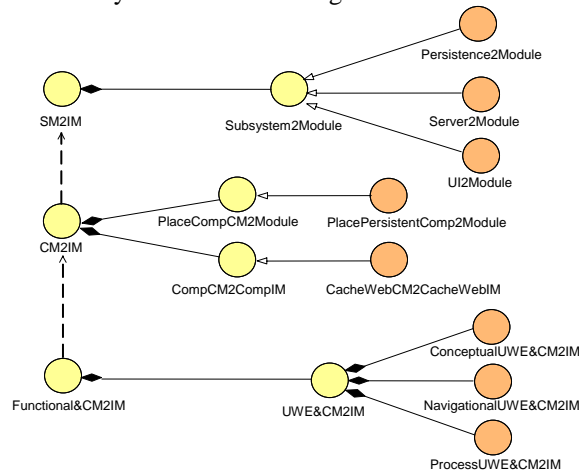 Persistence2Module
SM2IM
Subsystem2Module
Server2Module
UI2Module
CM2IM
PlaceCompCM2Module
PlacePersistentComp2Module
CompCM2CompIM
CacheWebCM2CacheWebIM
ConceptualUWE&CM2IM
Functional&CM2IM
UWE&CM2IM
NavigationalUWE&CM2IM
ProcessUWE&CM2IM